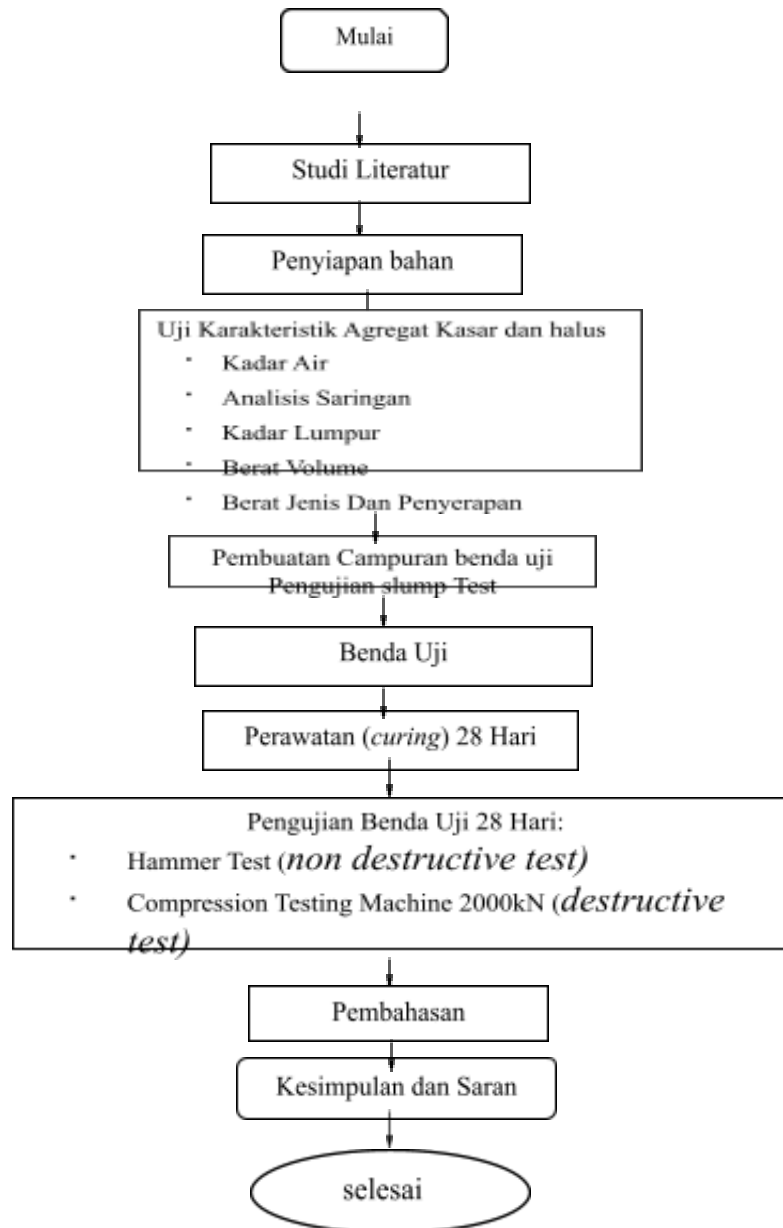 Mulai
Studi Literatur
Penyiapan bahan
Uji Karakteristik Agregat Kasar dan halus
· Kadar Air
· Analisis Saringan
· Kadar Lumpur
· Berat Volume
· Berat Jenis Dan Penyerapan
Pembuatan Campuran benda uji
Pengujian slump Test
Benda Uji
Perawatan (curing) 28 Hari
Pengujian Benda Uji 28 Hari:
· Hammer Test (non destructive test)
· Compression Testing Machine 2000kN (destructive
test)
Pembahasan
Kesimpulan dan Saran
selesai